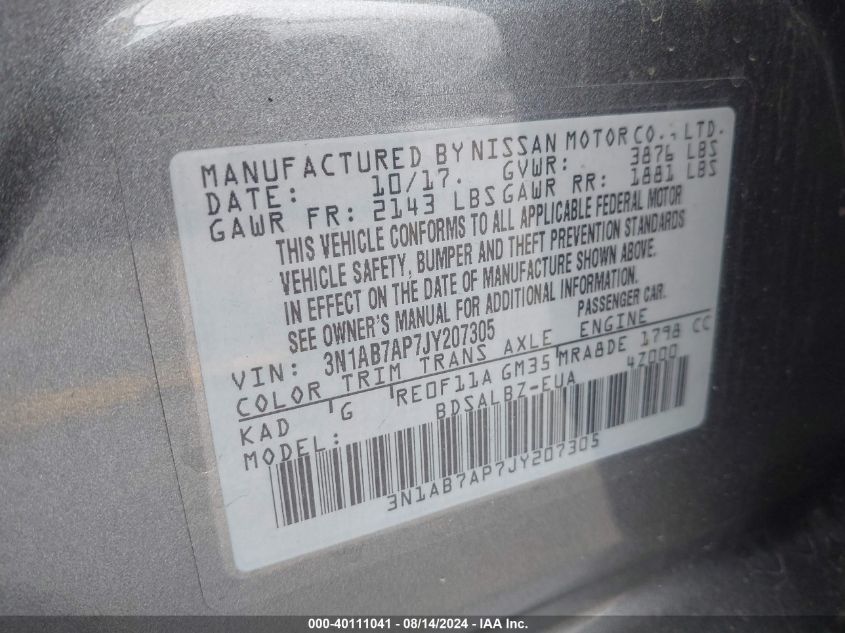 MANUFACTURED BY NISSAN MOTOR CO., LTD.
DATE: 10/17. GVWR: 3876 LBS
GAWR FR: 2143 LBS GAWR RR: 1881 LBS
THIS VEHICLE CONFORMS TO ALL APPLICABLE FEDERAL MOTOR
VEHICLE SAFETY, BUMPER AND THEFT PREVENTION STANDARDS
IN EFFECT ON THE DATE OF MANUFACTURE SHOWN ABOVE.
SEE OWNER'S MANUAL FOR ADDITIONAL INFORMATION.
VIN: 3N1AB7AP7JY207305 PASSENGER CAR.
COLOR TRIM TRANS AXLE ENGINE
KAD G RE0F11A GM35 MRA8DE 1798 CC
MODEL: BDSALBZ-EUA 4Z000
3N1AB7AP7JY207305
000-40111041 - 08/14/2024 - IAA Inc.